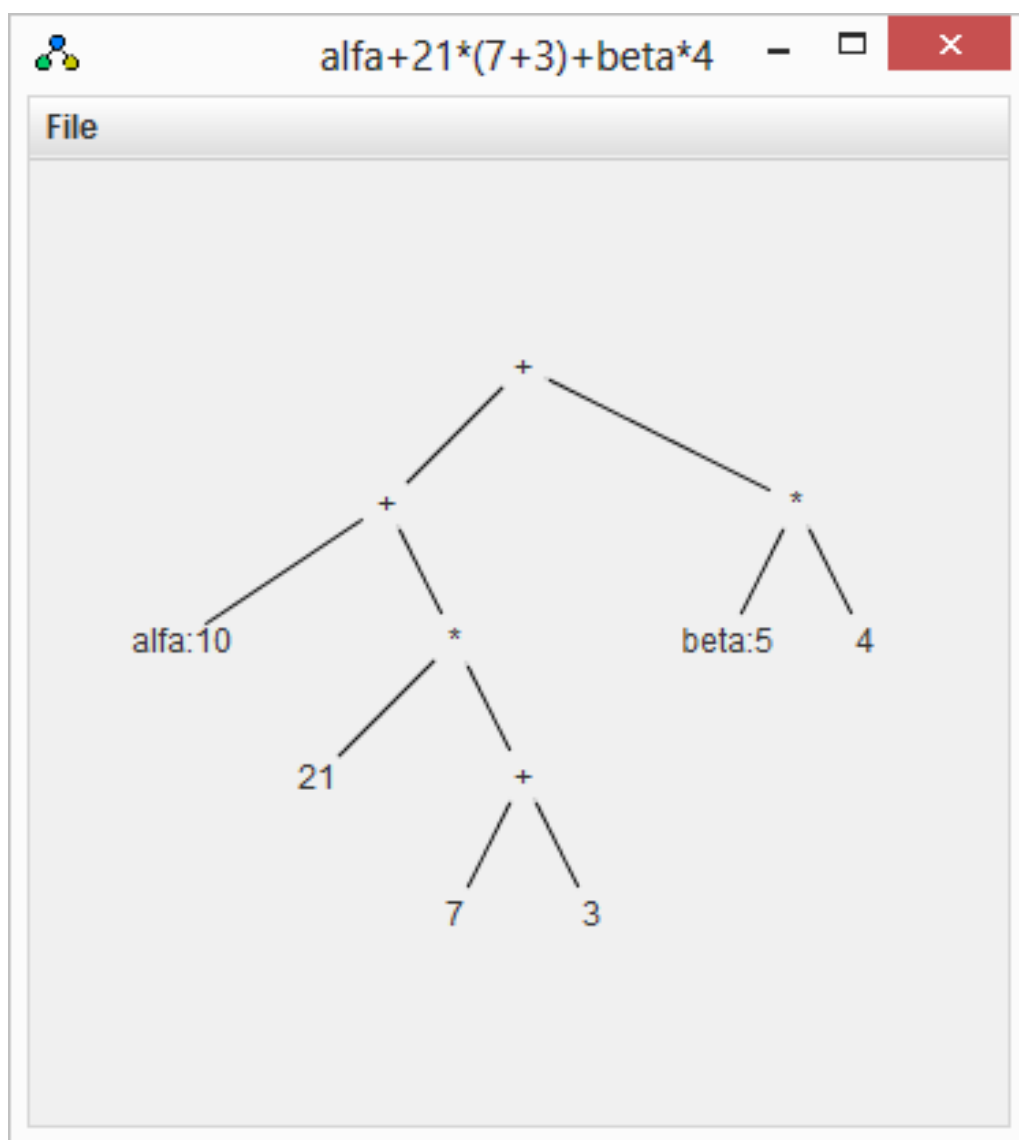 alfa+21*(7+3)+beta*4
File
+
+ *
alfa:10 * beta:5 4
21 +
7 3